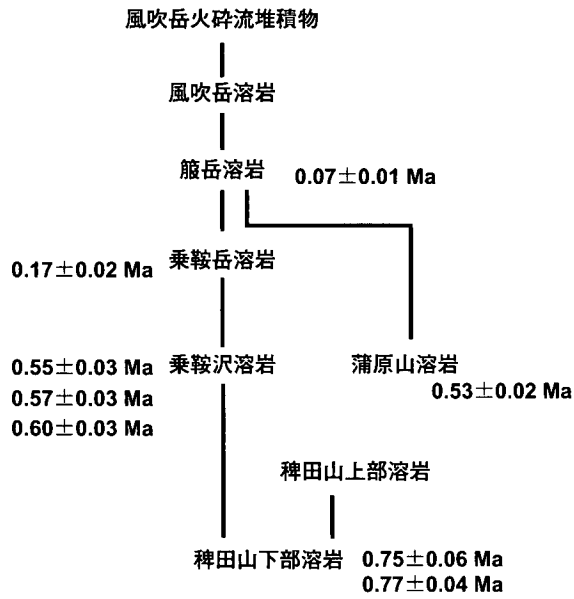 風吹岳火砕流堆積物
風吹岳溶岩
箙岳溶岩
0.07±0.01 Ma
0.17±0.02 Ma
乗鞍岳溶岩
0.55±0.03 Ma
0.57±0.03 Ma
0.60±0.03 Ma
乗鞍沢溶岩
蒲原山溶岩
0.53±0.02 Ma
稗田山上部溶岩
稗田山下部溶岩
0.75±0.06 Ma
0.77±0.04 Ma